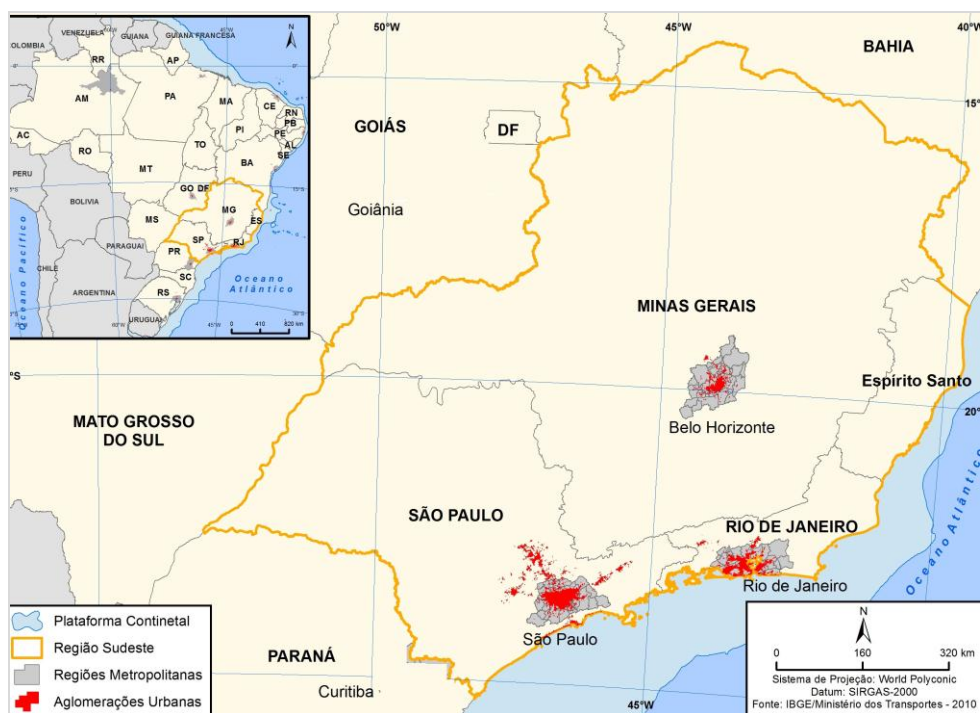 50°W
45°W
40°W
BAHIA
15°S
GOIÁS
DF
Goiânia
MINAS GERAIS
Espírito Santo
20°S
Belo Horizonte
°S
MATO GROSSO
DO SUL
SÃO PAULO
RIO DE JANEIRO
Rio de Janeiro
São Paulo
PARANÁ
Curitiba
45°W
Oceano Atlântico
VENEZUELA
GUIANA
GUIANA FRANCESA
N
COLOMBIA
0°
RR
AP
AM
PA
MA
CE
RN
PB
PE
AL
SE
PI
AC
RO
TO
BA
MT
PERU
15°S
GO
DF
BOLIVIA
MG
ES
MS
SP
RJ
PARAGUAI
PR
SC
CHILE
ARGENTINA
RS
URUGUAI
Oceano Pacífico
Oceano
Atlântico
30°S
60°W
45°W
0
410
820 km
Plataforma Continetal
Região Sudeste
Regiões Metropolitanas
Aglomerações Urbanas
N
0
160
320 km
Sistema de Projeção: World Polyconic
Datum: SIRGAS-2000
Fonte: IBGE/Ministério dos Transportes - 2010